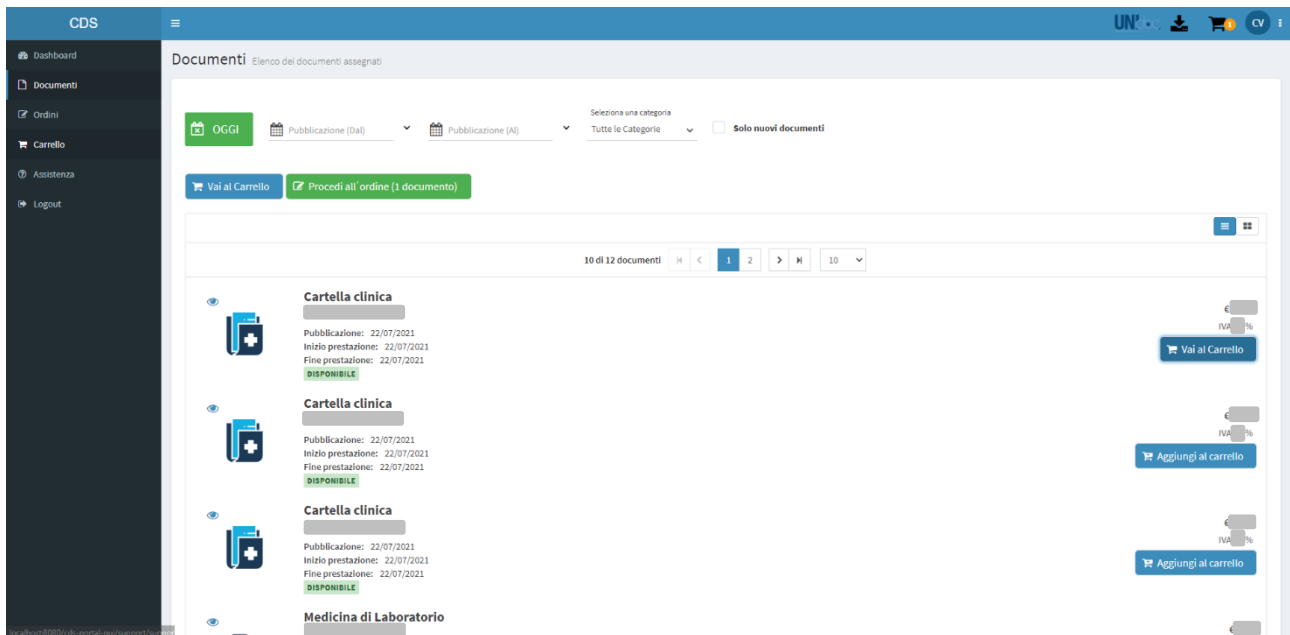 CDS
CV
Dashboard
Documenti
Ordini
Carrello
Assistenza
Logout
Documenti Elenco dei documenti assegnati
Seleziona una categoria
OGGI Pubblicazione (Dal) Pubblicazione (Al) Tutte le Categorie Solo nuovi documenti
Vai al Carrello Procedi all´ordine (1 documento)
10 di 12 documenti 1 2 10
Cartella clinica
€
Pubblicazione: 22/07/2021
IVA %
Inizio prestazione: 22/07/2021
Vai al Carrello
Fine prestazione: 22/07/2021
DISPONIBILE
Cartella clinica
€
Pubblicazione: 22/07/2021
IVA %
Inizio prestazione: 22/07/2021
Aggiungi al carrello
Fine prestazione: 22/07/2021
DISPONIBILE
Cartella clinica
€
Pubblicazione: 22/07/2021
IVA %
Inizio prestazione: 22/07/2021
Aggiungi al carrello
Fine prestazione: 22/07/2021
DISPONIBILE
Medicina di Laboratorio
€